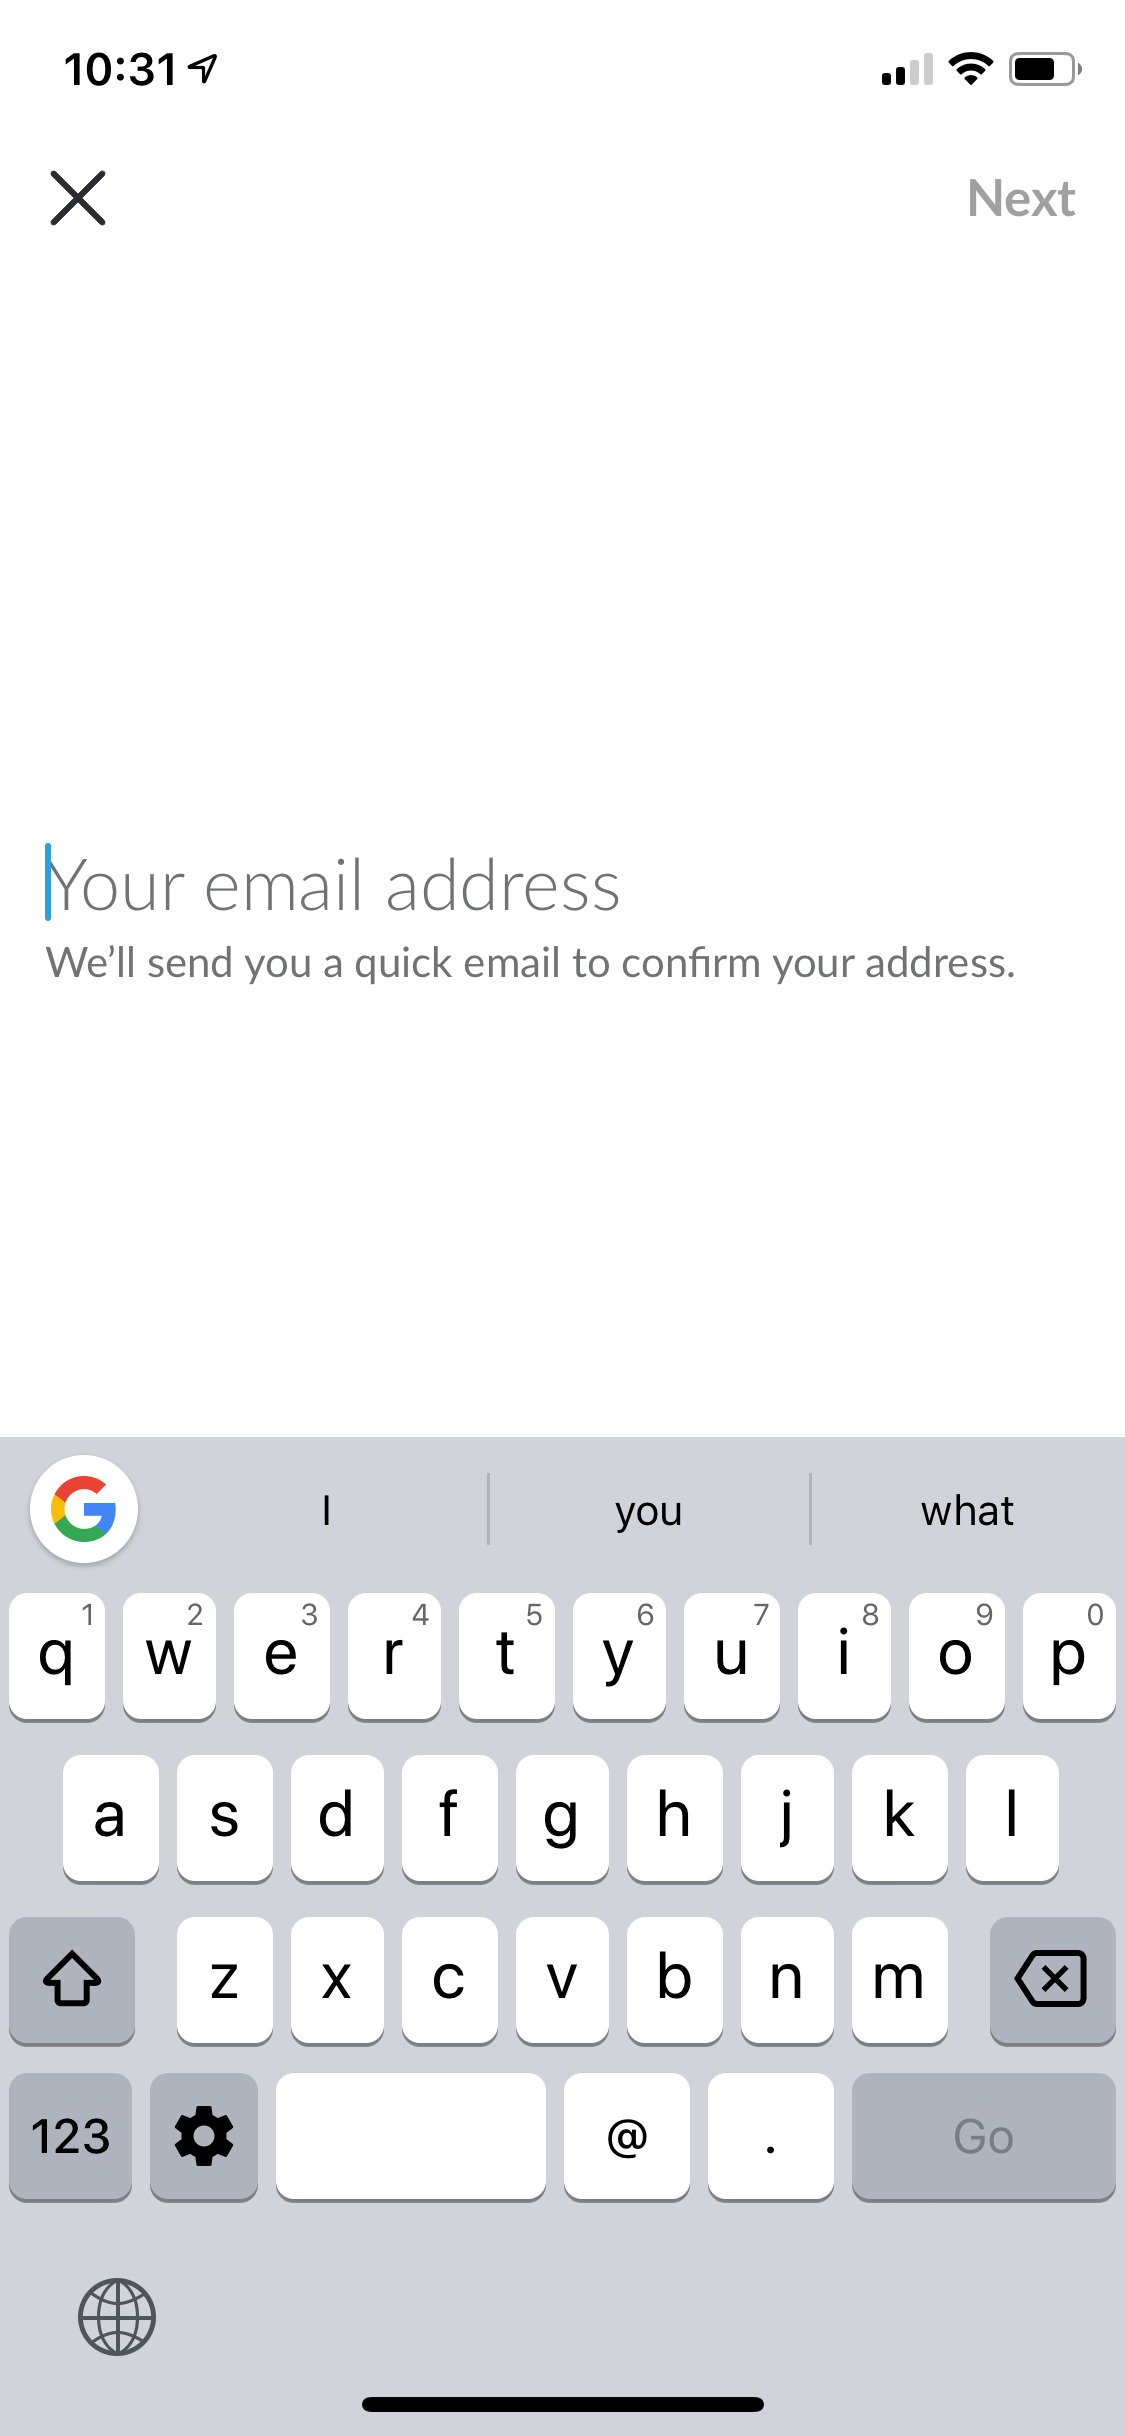 10:31
Next
Your email address
We'll send you a quick email to confirm your address.
I you what
1 2 3 4 5 6 7 8 9 0
q w e r t y u i o p
a s d f g h j k l
z x c v b n m
123 @ . Go